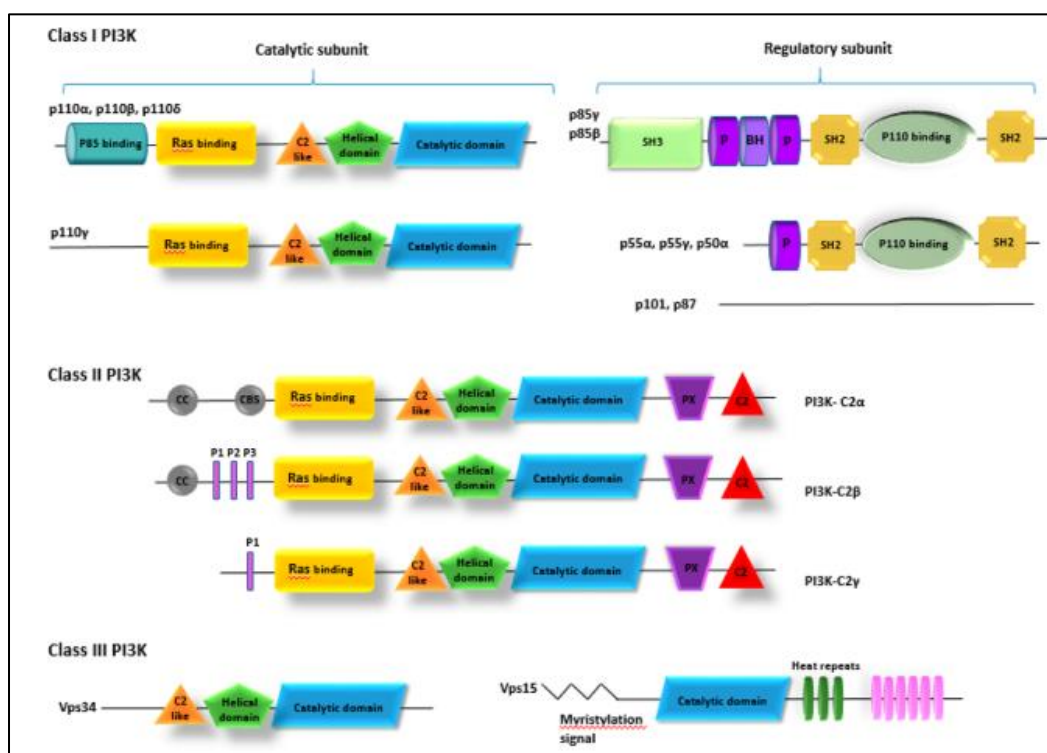 Class I PI3K
Catalytic subunit
Regulatory subunit
p110α, p110β, p110δ
P85 binding
Ras binding
C2
like
Helical
domain
Catalytic domain
p85γ
p85β
SH3
P
BH
P
SH2
P110 binding
SH2
p110γ
Ras binding
C2
like
Helical
domain
Catalytic domain
p55α, p55γ, p50α
P
SH2
P110 binding
SH2
p101, p87
Class II PI3K
CC
CBS
Ras binding
C2
like
Helical
domain
Catalytic domain
PX
C2
PI3K- C2α
CC
P1 P2 P3
Ras binding
C2
like
Helical
domain
Catalytic domain
PX
C2
PI3K-C2β
P1
Ras binding
C2
like
Helical
domain
Catalytic domain
PX
C2
PI3K-C2γ
Class III PI3K
Vps34
C2
like
Helical
domain
Catalytic domain
Vps15
Myristylation
signal
Catalytic domain
Heat repeats